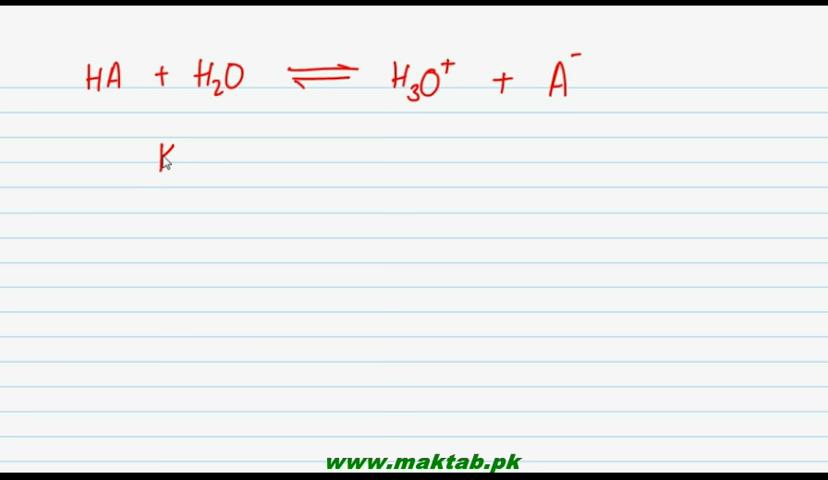 HA + H₂O ⇌ H₃O⁺ + A⁻
K
www.maktab.pk